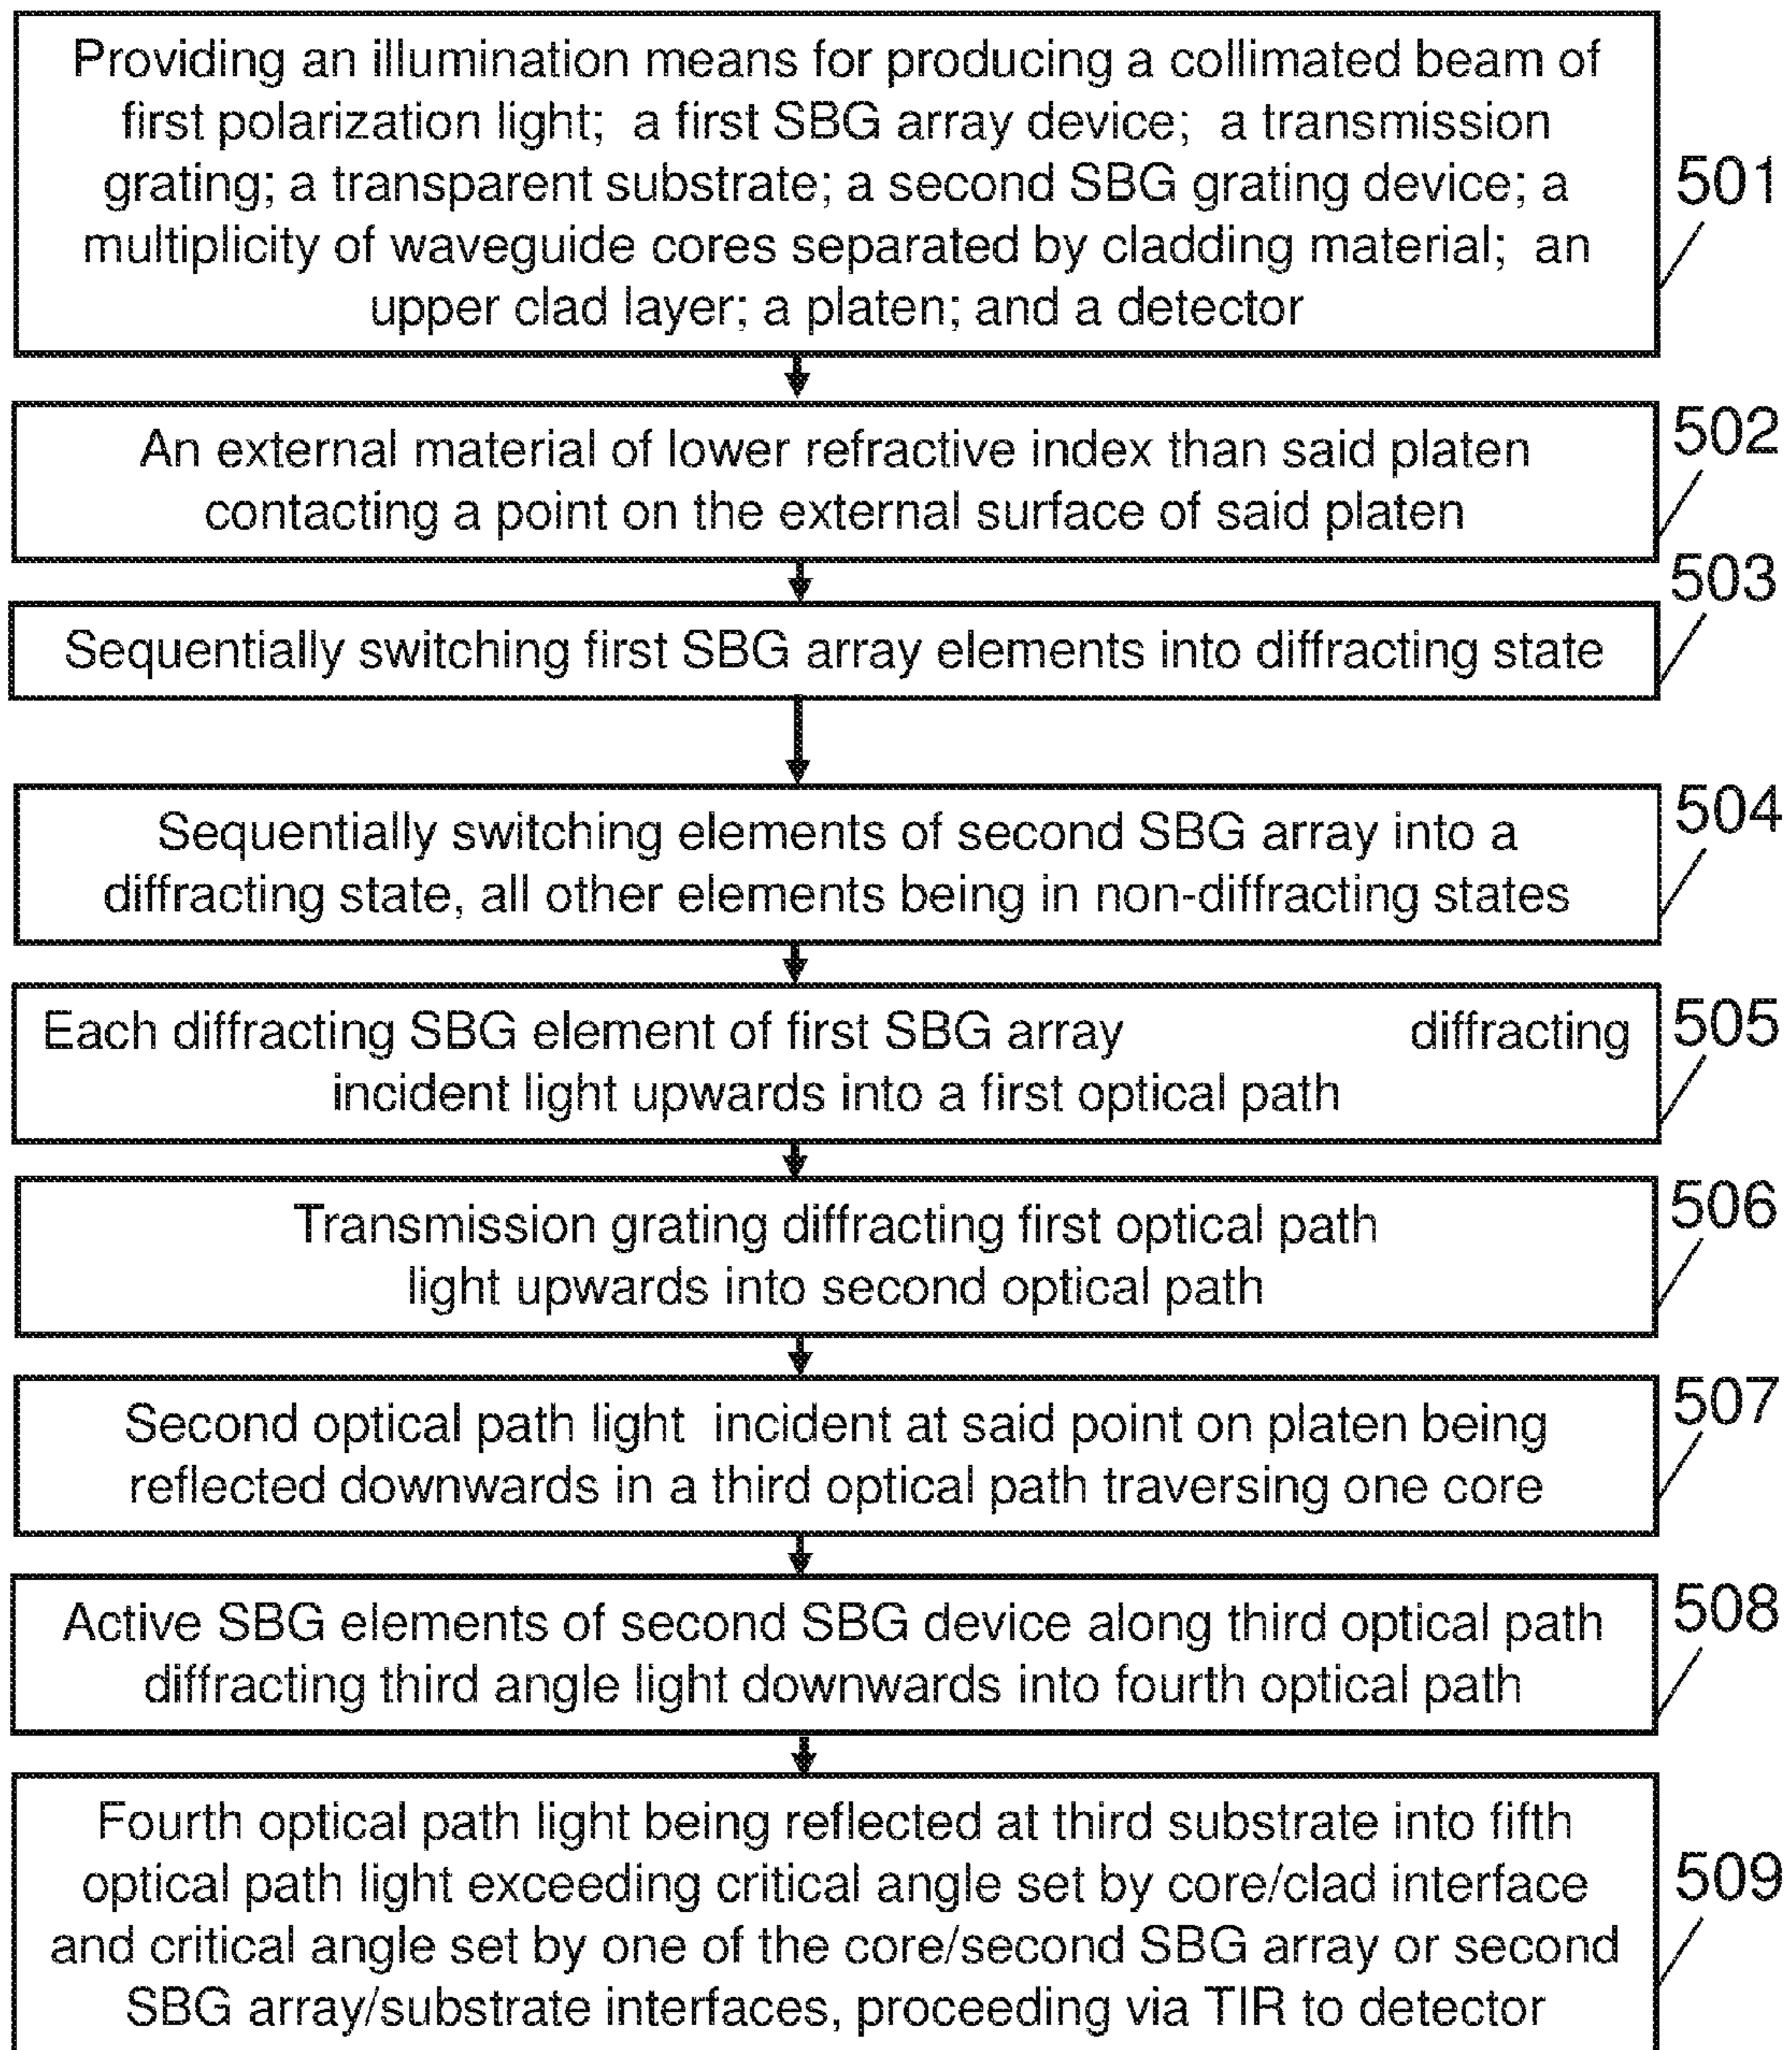 Providing an illumination means for producing a collimated beam of
first polarization light; a first SBG array device; a transmission
grating; a transparent substrate; a second SBG grating device; a
multiplicity of waveguide cores separated by cladding material; an
upper clad layer; a platen; and a detector
501
An external material of lower refractive index than said platen
contacting a point on the external surface of said platen
502
Sequentially switching first SBG array elements into diffracting state
503
Sequentially switching elements of second SBG array into a
diffracting state, all other elements being in non-diffracting states
504
Each diffracting SBG element of first SBG array diffracting
incident light upwards into a first optical path
505
Transmission grating diffracting first optical path
light upwards into second optical path
506
Second optical path light incident at said point on platen being
reflected downwards in a third optical path traversing one core
507
Active SBG elements of second SBG device along third optical path
diffracting third angle light downwards into fourth optical path
508
Fourth optical path light being reflected at third substrate into fifth
optical path light exceeding critical angle set by core/clad interface
and critical angle set by one of the core/second SBG array or second
SBG array/substrate interfaces, proceeding via TIR to detector
509